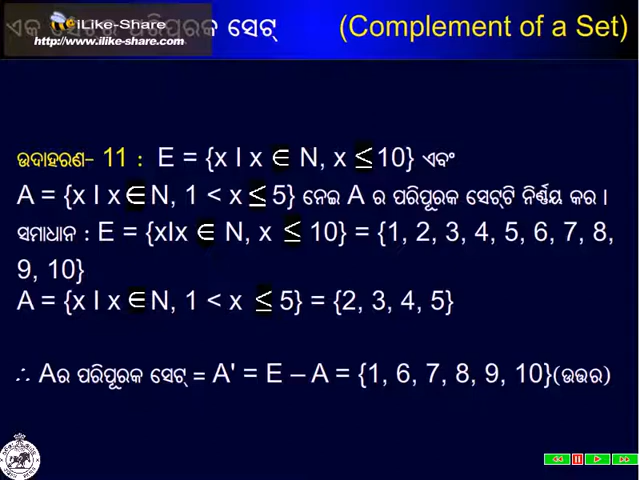 iLike-Share
http://www.ilike-share.com
ଏକ ସେଟର ପରିପୂରକ ସେଟ୍ (Complement of a Set)
ଉଦାହରଣ– 11 : E = {x I x ∈ N, x ≤ 10} ଏବଂ
A = {x I x ∈ N, 1 < x ≤ 5} ନେଇ A ର ପରିପୂରକ ସେଟ୍‌ଟି ନିର୍ଣ୍ଣୟ କର ।
ସମାଧାନ : E = {xIx ∈ N, x ≤ 10} = {1, 2, 3, 4, 5, 6, 7, 8,
9, 10}
A = {x I x ∈ N, 1 < x ≤ 5} = {2, 3, 4, 5}
∴ Aର ପରିପୂରକ ସେଟ୍ = A' = E – A = {1, 6, 7, 8, 9, 10}(ଉତ୍ତର)